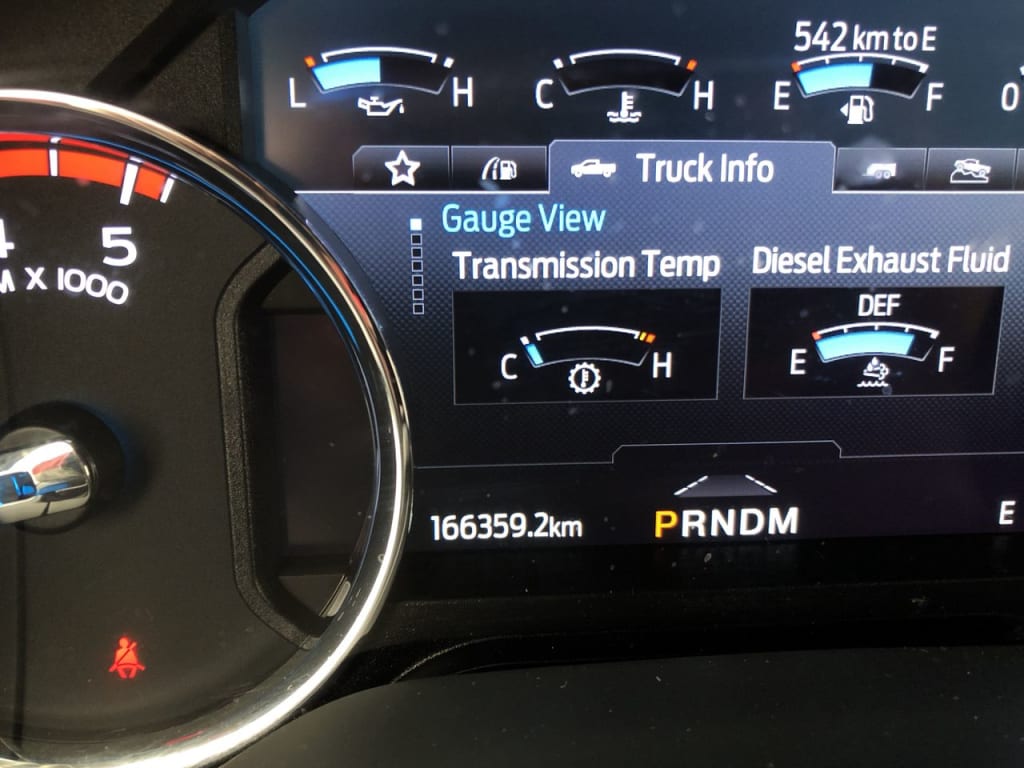 542 km to E
L H C H E F 0
Truck Info
Gauge View
Transmission Temp Diesel Exhaust Fluid
DEF
C H E F
4 5
M X 1000
166359.2km PRNDM E